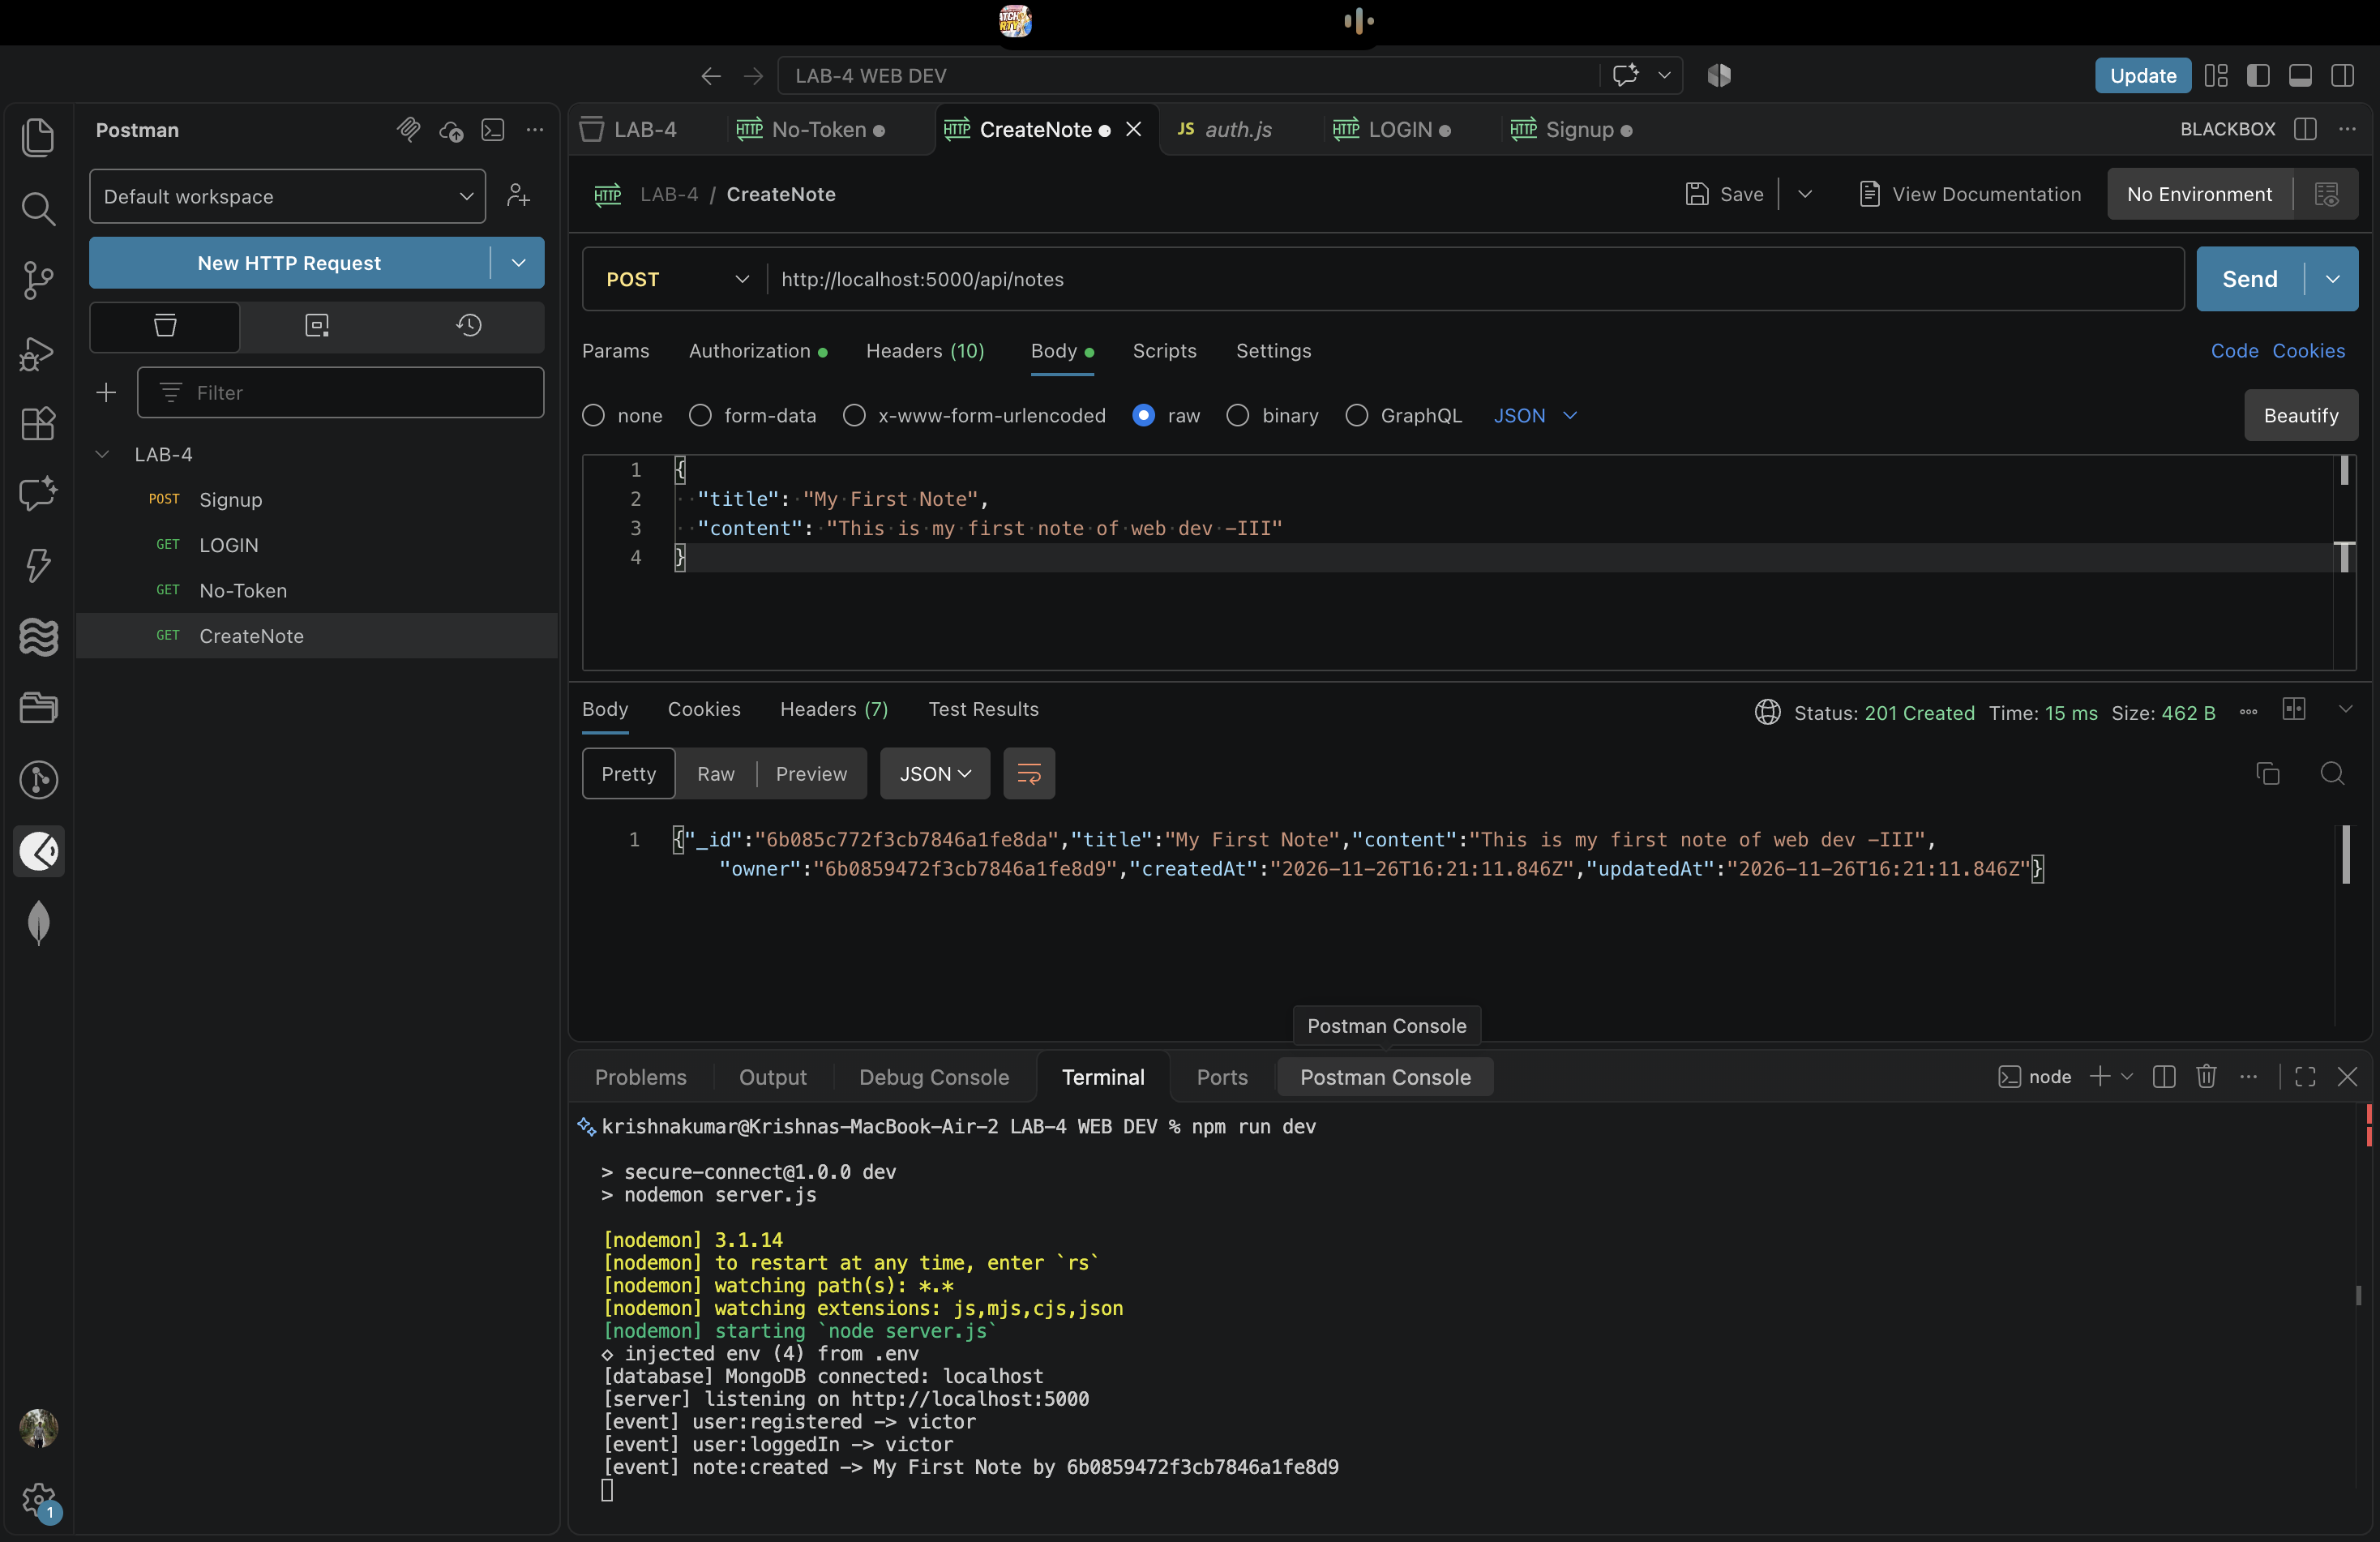 LAB-4 WEB DEV
Update
Postman
LAB-4
HTTP No-Token
HTTP CreateNote
JS auth.js
HTTP LOGIN
HTTP Signup
BLACKBOX
Default workspace
HTTP LAB-4 / CreateNote
Save
View Documentation
No Environment
New HTTP Request
POST
http://localhost:5000/api/notes
Send
Params Authorization Headers (10) Body Scripts Settings
Code Cookies
Filter
none form-data x-www-form-urlencoded raw binary GraphQL JSON
Beautify
LAB-4
POST Signup
GET LOGIN
GET No-Token
GET CreateNote
1 {
2 "title": "My First Note",
3 "content": "This is my first note of web dev -III"
4 }
Body Cookies Headers (7) Test Results
Status: 201 Created Time: 15 ms Size: 462 B
Pretty Raw Preview JSON
1 {"_id":"6b085c772f3cb7846a1fe8da","title":"My First Note","content":"This is my first note of web dev -III",
"owner":"6b0859472f3cb7846a1fe8d9","createdAt":"2026-11-26T16:21:11.846Z","updatedAt":"2026-11-26T16:21:11.846Z"}
Postman Console
Problems Output Debug Console Terminal Ports Postman Console
node
krishnakumar@Krishnas-MacBook-Air-2 LAB-4 WEB DEV % npm run dev
> secure-connect@1.0.0 dev
> nodemon server.js
[nodemon] 3.1.14
[nodemon] to restart at any time, enter `rs`
[nodemon] watching path(s): *.*
[nodemon] watching extensions: js,mjs,cjs,json
[nodemon] starting `node server.js`
◇ injected env (4) from .env
[database] MongoDB connected: localhost
[server] listening on http://localhost:5000
[event] user:registered -> victor
[event] user:loggedIn -> victor
[event] note:created -> My First Note by 6b0859472f3cb7846a1fe8d9
1